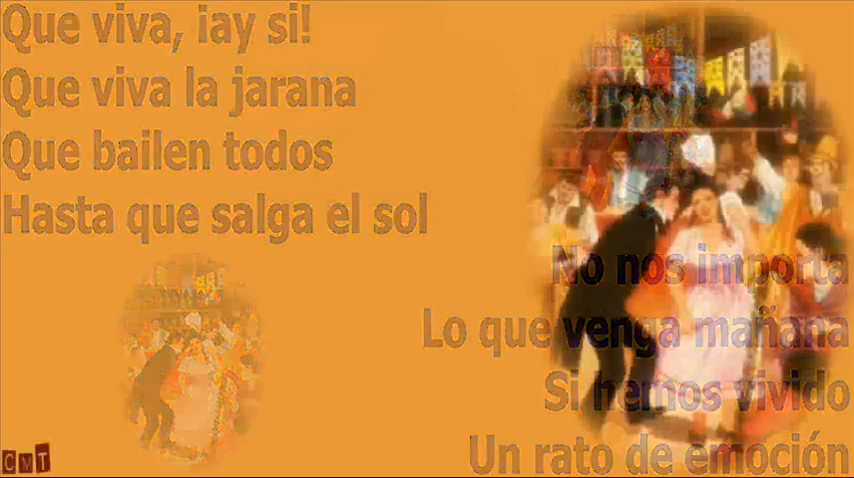 Que viva, ¡ay si!
Que viva la jarana
Que bailen todos
Hasta que salga el sol
No nos importa
Lo que venga mañana
Si hemos vivido
Un rato de emoción
CMT